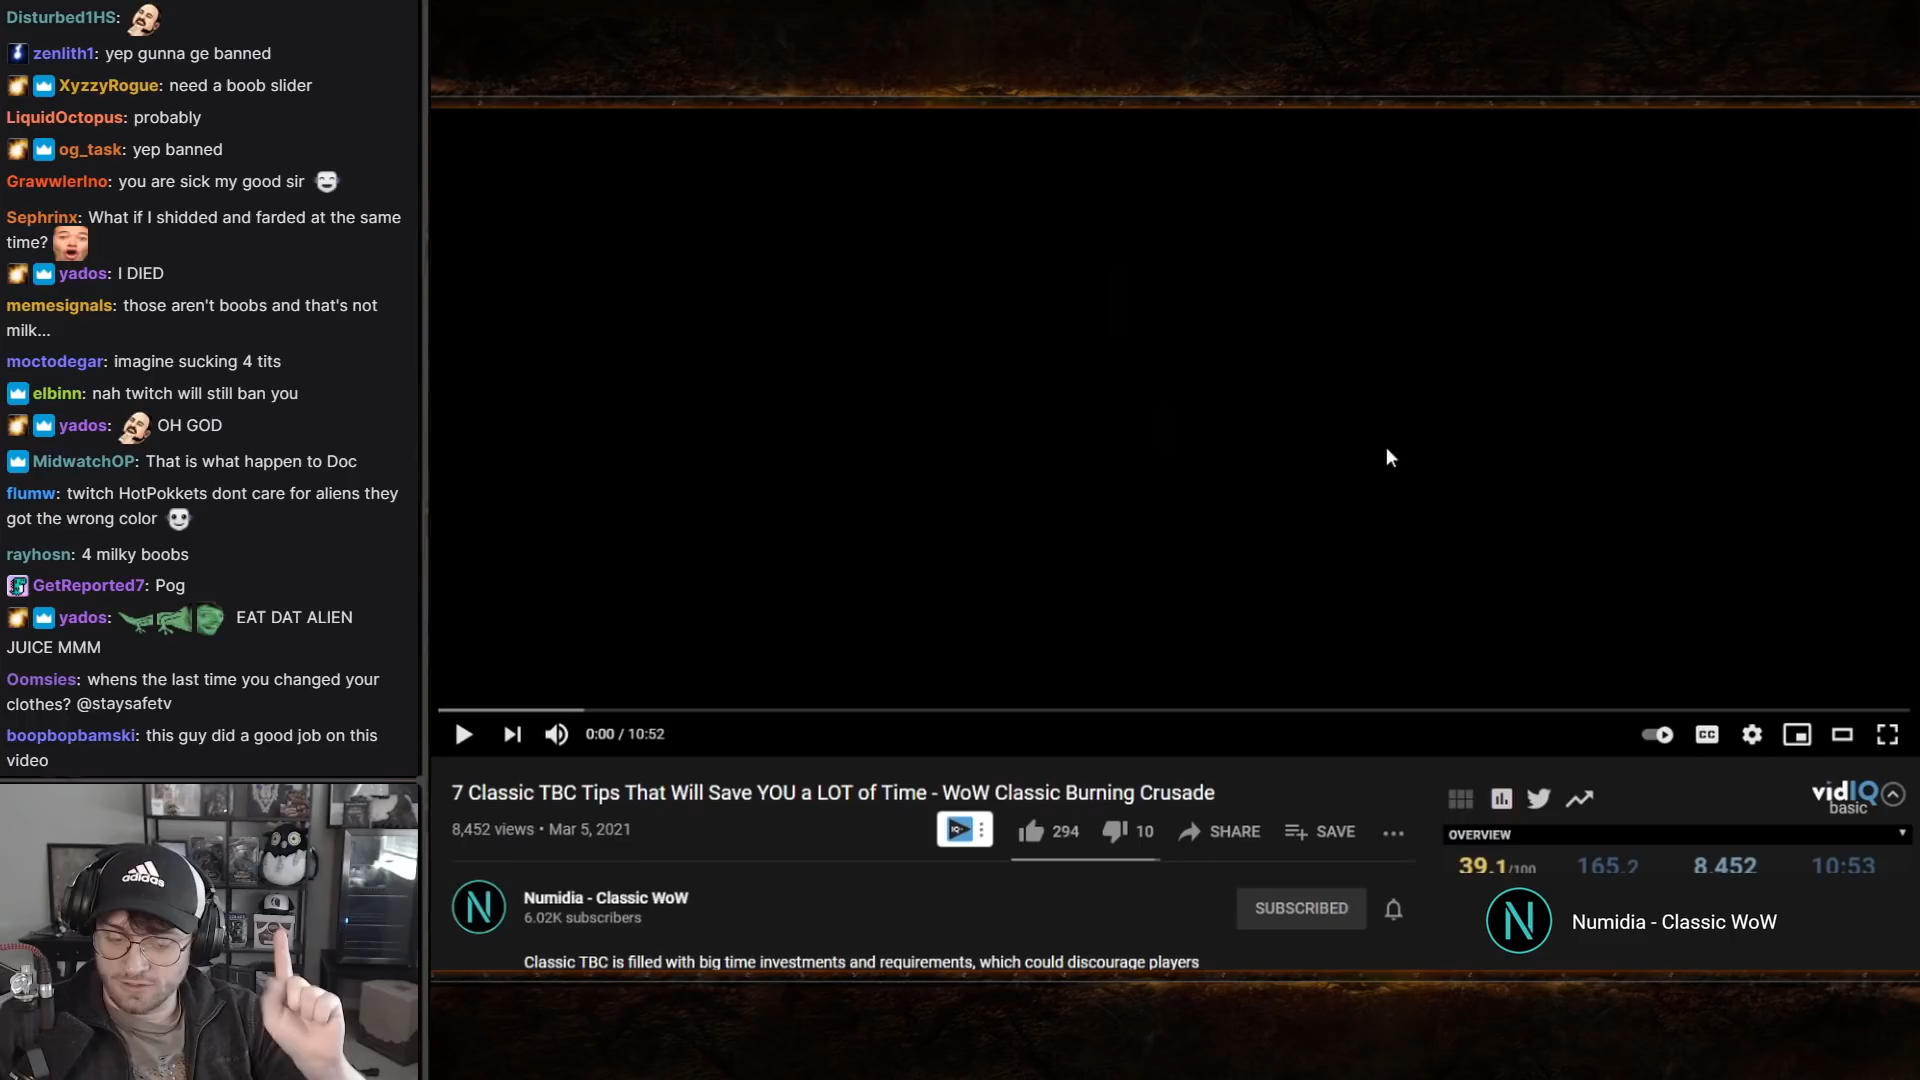 Disturbed1HS:
zenlith1: yep gunna ge banned
XyzzyRogue: need a boob slider
LiquidOctopus: probably
og_task: yep banned
GrawwlerIno: you are sick my good sir
Sephrinx: What if I shidded and farded at the same
time?
yados: I DIED
memesignals: those aren't boobs and that's not
milk...
moctodegar: imagine sucking 4 tits
elbinn: nah twitch will still ban you
yados: OH GOD
MidwatchOP: That is what happen to Doc
flumw: twitch HotPokkets dont care for aliens they
got the wrong color
rayhosn: 4 milky boobs
GetReported7: Pog
yados: EAT DAT ALIEN
JUICE MMM
Oomsies: whens the last time you changed your
clothes? @staysafetv
boopbopbamski: this guy did a good job on this
video
adidas
0:00 / 10:52
CC
7 Classic TBC Tips That Will Save YOU a LOT of Time - WoW Classic Burning Crusade
8,452 views • Mar 5, 2021
IQ
294
10
SHARE
SAVE
N
Numidia - Classic WoW
6.02K subscribers
SUBSCRIBED
Classic TBC is filled with big time investments and requirements, which could discourage players
vidIQ
basic
OVERVIEW
39.1/100
165.2
8,452
10:53
N
Numidia - Classic WoW